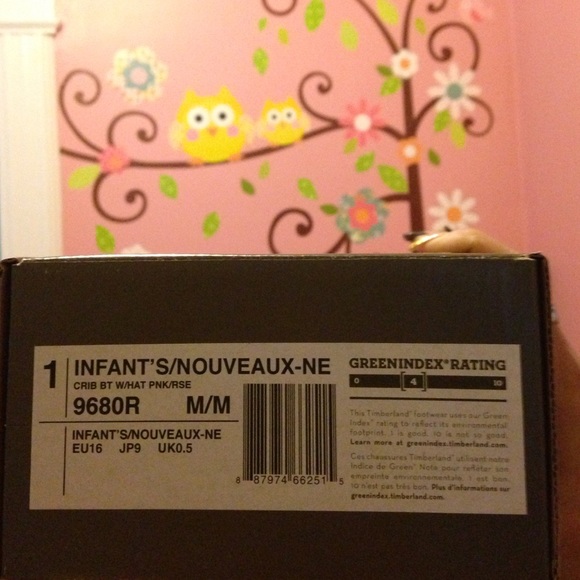 1
INFANT'S/NOUVEAUX-NE
CRIB BT W/HAT PNK/RSE
9680R M/M
INFANT'S/NOUVEAUX-NE
EU16 JP9 UK0.5
8 87974 66251 5
GREENINDEX® RATING
0 [4] 10
This Timberland® footwear uses our Green
Index® rating to reflect its environmental
footprint. 1 is good. 10 is not so good.
Learn more at greenindex.timberland.com.
Ces chaussures Timberland® utilisent notre
Indice de Green® Note pour refléter son
empreinte environnementale. 1 est bien.
10 n'est pas très bon. Plus d'informations sur
greenindex.timberland.com.